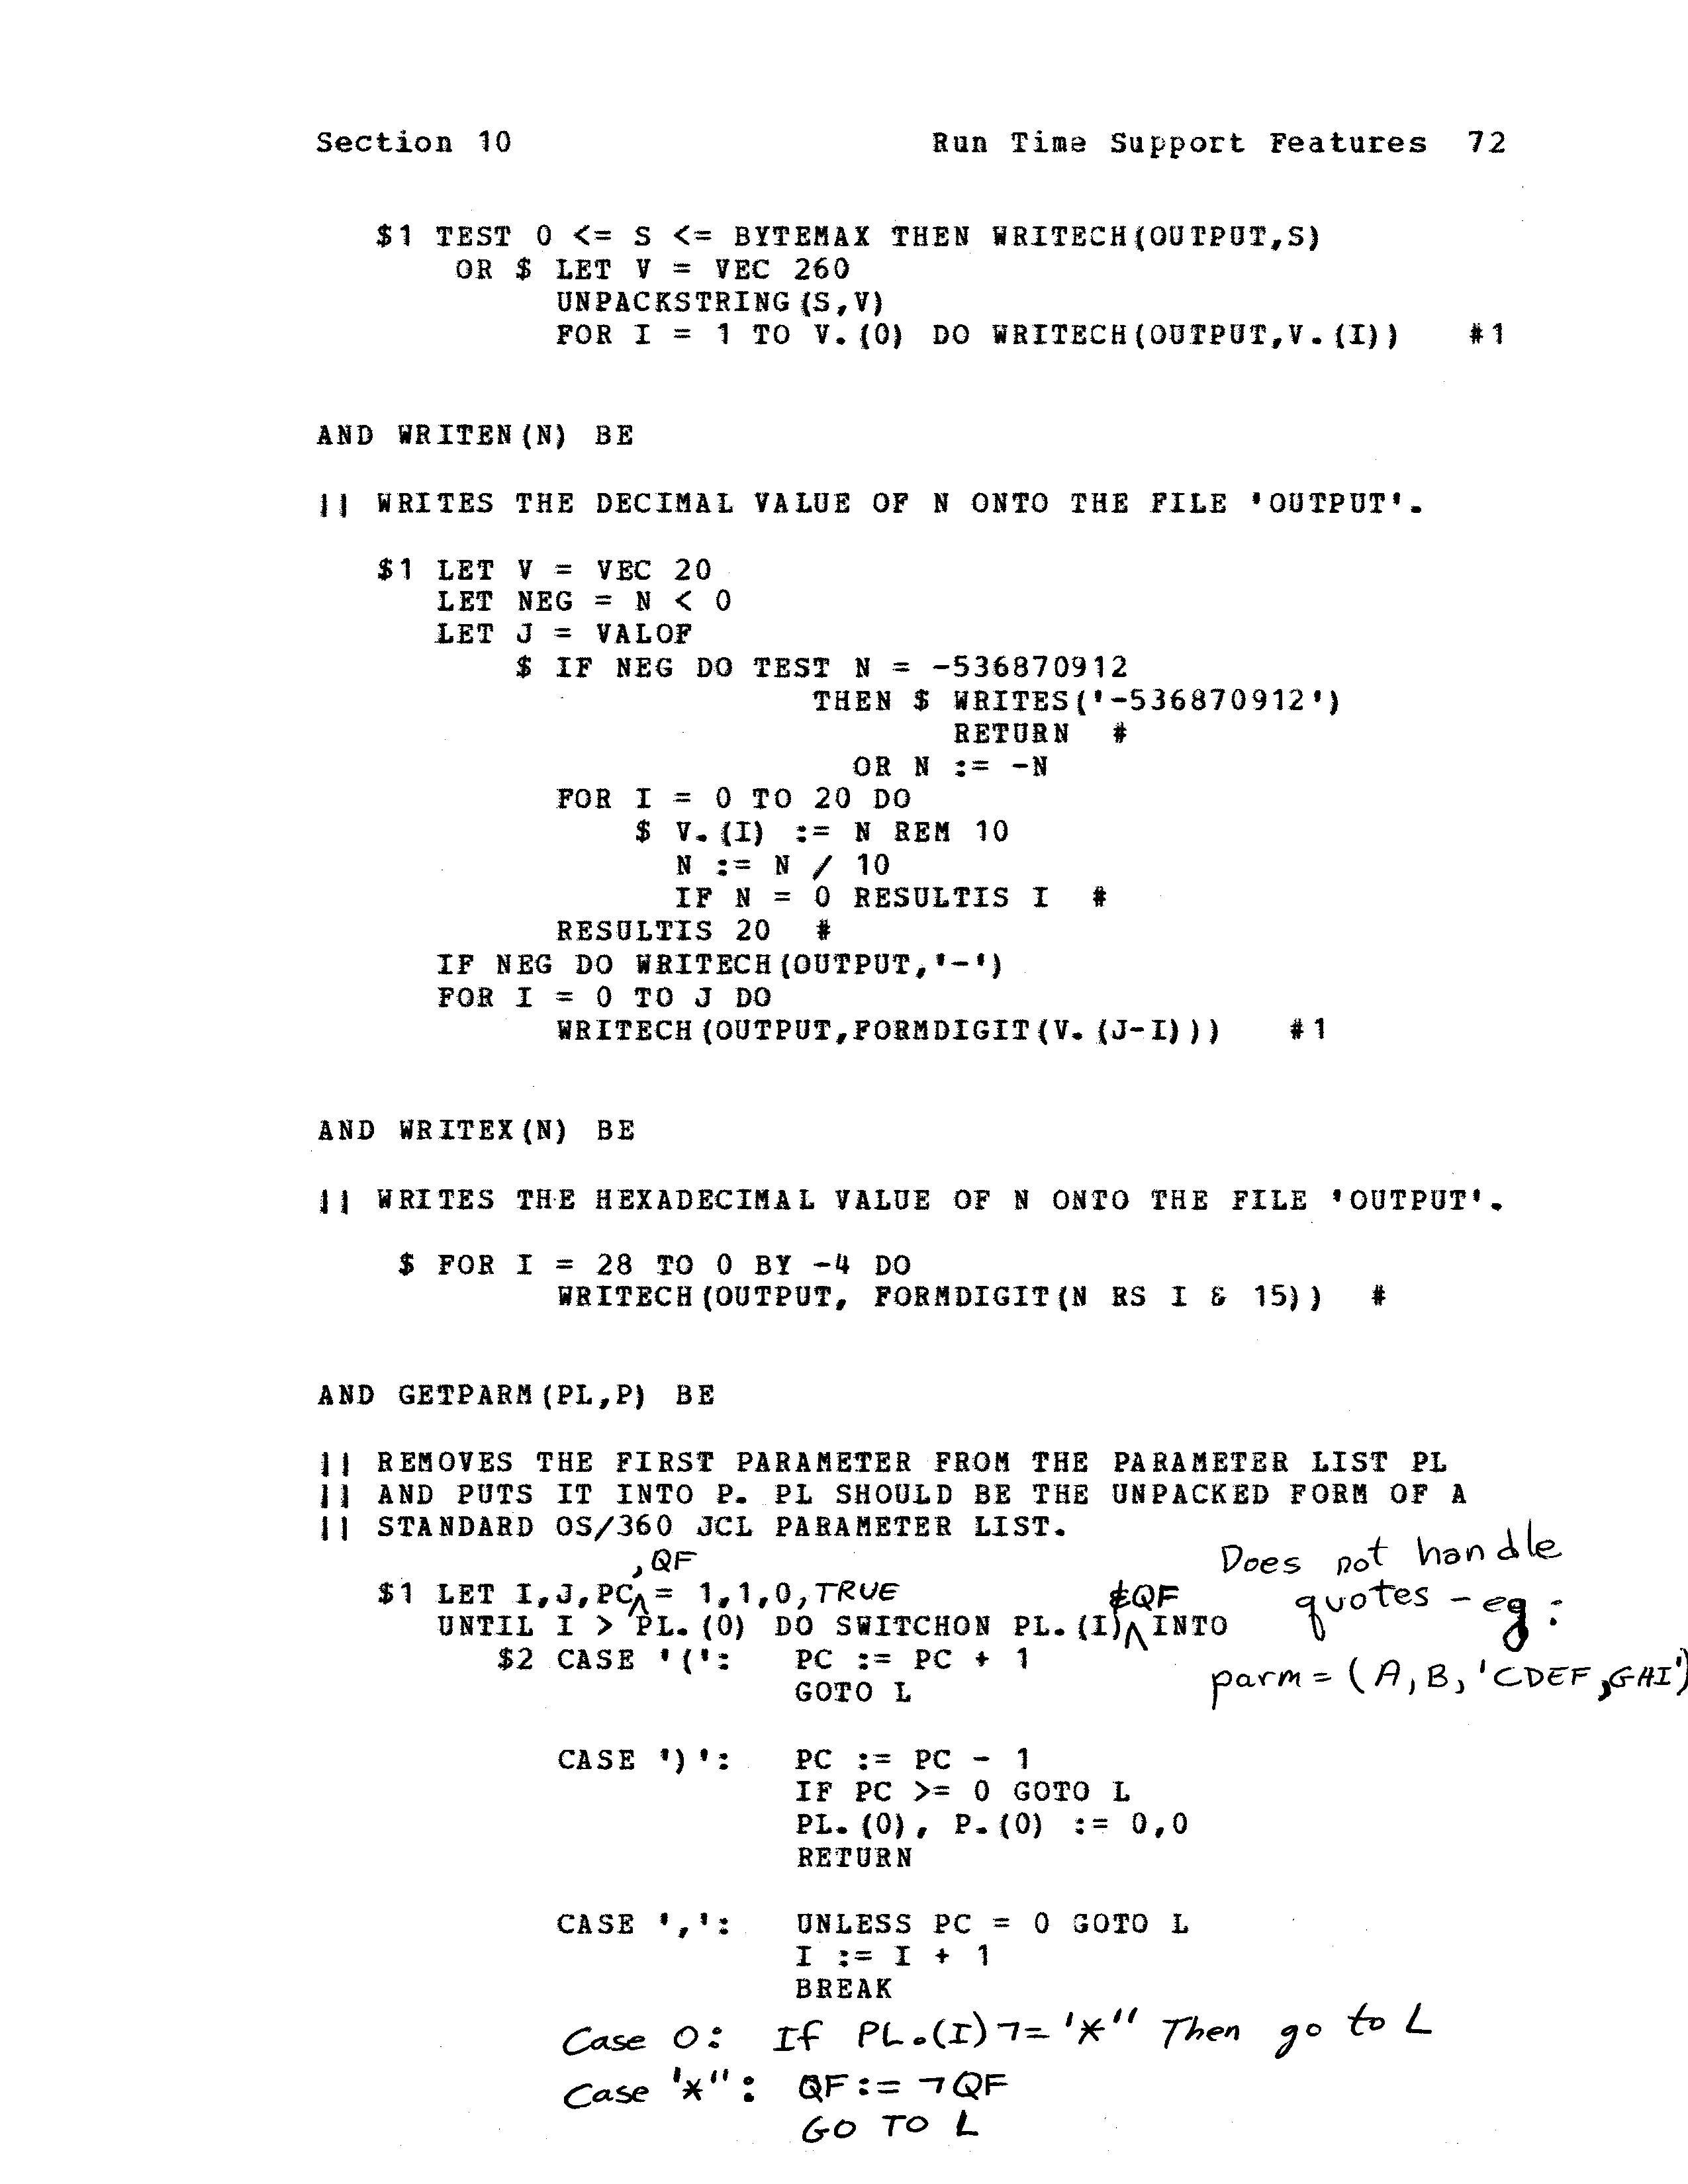 Section 10 Run Time Support Features 72
$1 TEST 0 <= S <= BYTEMAX THEN WRITECH(OUTPUT,S)
OR $ LET V = VEC 260
UNPACKSTRING(S,V)
FOR I = 1 TO V.(0) DO WRITECH(OUTPUT,V.(I)) #1
AND WRITEN(N) BE
|| WRITES THE DECIMAL VALUE OF N ONTO THE FILE 'OUTPUT'.
$1 LET V = VEC 20
LET NEG = N < 0
LET J = VALOF
$ IF NEG DO TEST N = -536870912
THEN $ WRITES('-536870912')
RETURN #
OR N := -N
FOR I = 0 TO 20 DO
$ V.(I) := N REM 10
N := N / 10
IF N = 0 RESULTIS I #
RESULTIS 20 #
IF NEG DO WRITECH(OUTPUT,'-')
FOR I = 0 TO J DO
WRITECH(OUTPUT,FORMDIGIT(V.(J-I))) #1
AND WRITEX(N) BE
|| WRITES THE HEXADECIMAL VALUE OF N ONTO THE FILE 'OUTPUT'.
$ FOR I = 28 TO 0 BY -4 DO
WRITECH(OUTPUT, FORMDIGIT(N RS I & 15)) #
AND GETPARM(PL,P) BE
|| REMOVES THE FIRST PARAMETER FROM THE PARAMETER LIST PL
|| AND PUTS IT INTO P. PL SHOULD BE THE UNPACKED FORM OF A
|| STANDARD OS/360 JCL PARAMETER LIST.
,QF Does not handle
$1 LET I,J,PC = 1,1,0,TRUE &QF quotes - eg:
UNTIL I > PL.(0) DO SWITCHON PL.(I) INTO
$2 CASE '(': PC := PC + 1 parm = (A,B,'CDEF,GHI')
GOTO L
CASE ')': PC := PC - 1
IF PC >= 0 GOTO L
PL.(0), P.(0) := 0,0
RETURN
CASE ',': UNLESS PC = 0 GOTO L
I := I + 1
BREAK
Case 0: If PL.(I)¬= '*'' Then go to L
Case '*'': QF:= ¬QF
GO TO L